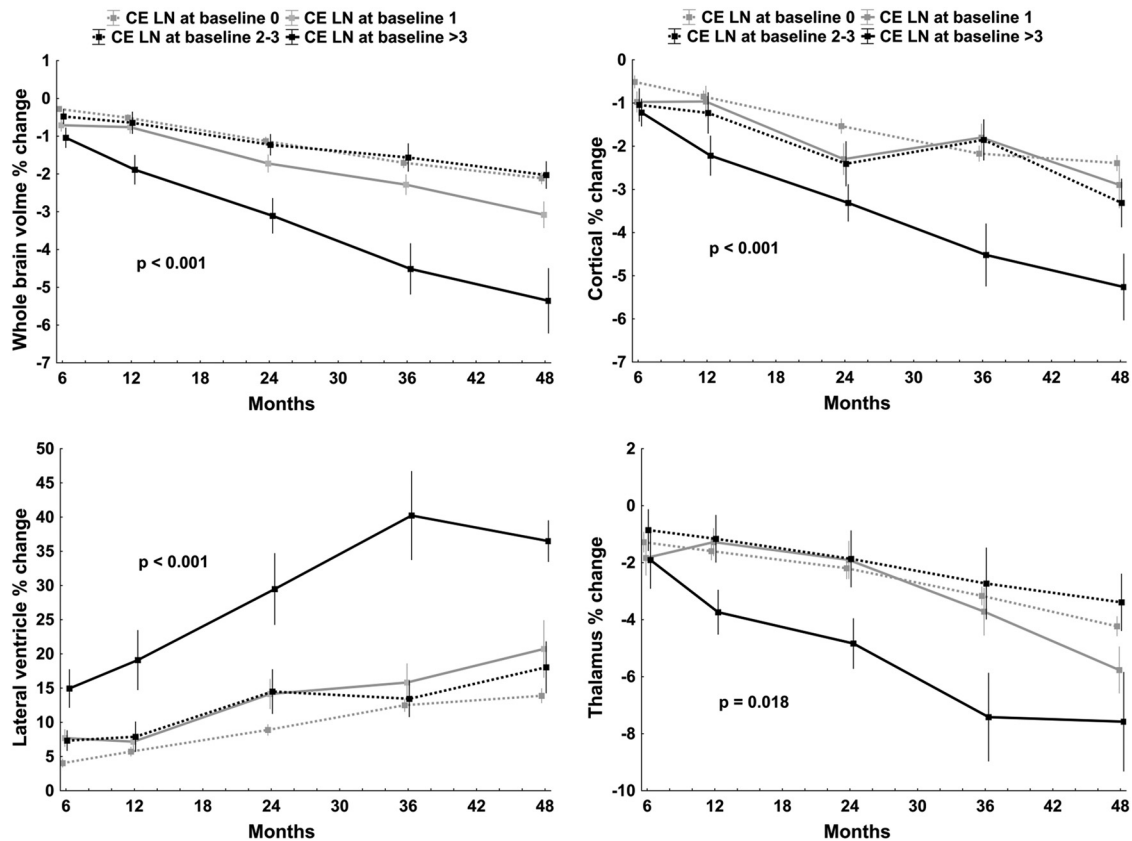 CE LN at baseline 0 CE LN at baseline 1
CE LN at baseline 2-3 CE LN at baseline >3
1
0
-1
-2
-3
-4
-5
-6
-7
Whole brain volme % change
p < 0.001
6 12 18 24 30 36 42 48
Months
CE LN at baseline 0 CE LN at baseline 1
CE LN at baseline 2-3 CE LN at baseline >3
0
-1
-2
-3
-4
-5
-6
-7
Cortical % change
p < 0.001
6 12 18 24 30 36 42 48
Months
50
45
40
35
30
25
20
15
10
5
0
Lateral ventricle % change
p < 0.001
6 12 18 24 30 36 42 48
Months
2
0
-2
-4
-6
-8
-10
Thalamus % change
p = 0.018
6 12 18 24 30 36 42 48
Months